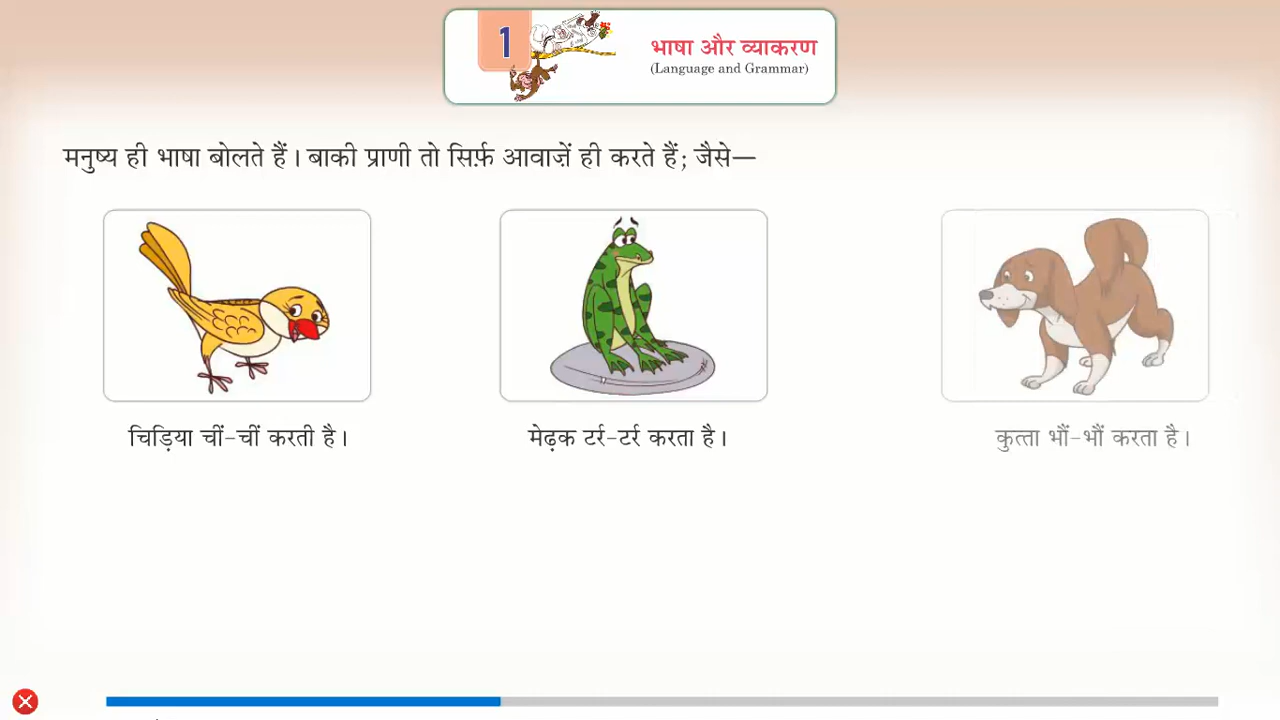 1
भाषा और व्याकरण
(Language and Grammar)
मनुष्य ही भाषा बोलते हैं। बाकी प्राणी तो सिर्फ़ आवाज़ें ही करते हैं; जैसे—
चिड़िया चीं-चीं करती है।
मेढ़क टर्र-टर्र करता है।
कुत्ता भौं-भौं करता है।